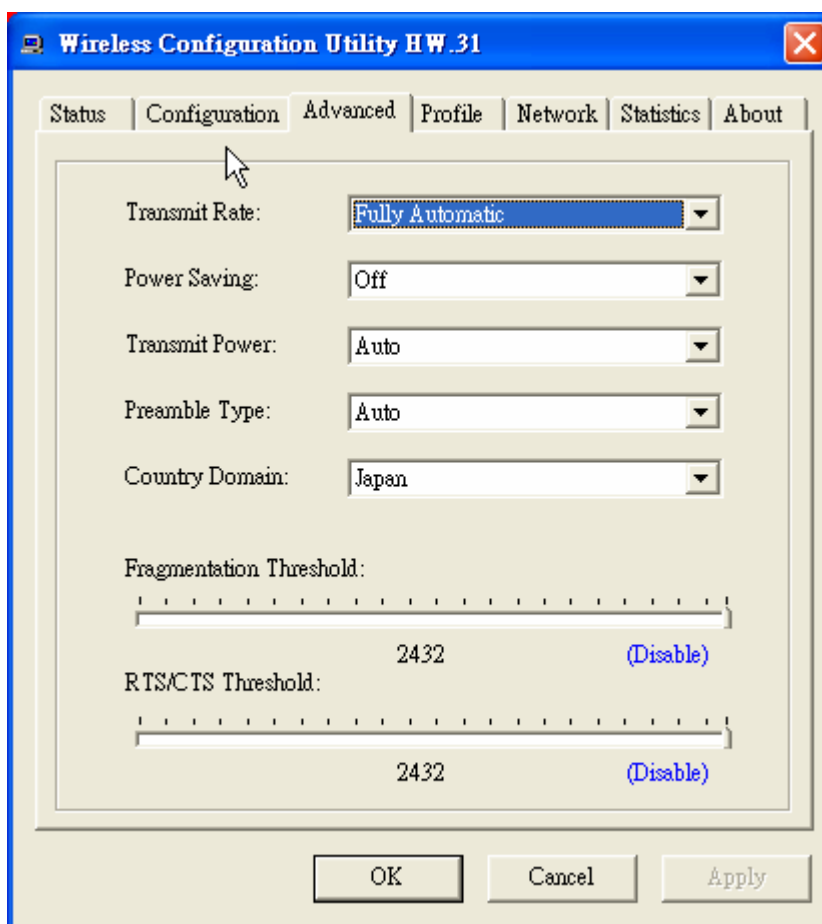 Wireless Configuration Utility HW.31
Status Configuration Advanced Profile Network Statistics About
Transmit Rate: Fully Automatic
Power Saving: Off
Transmit Power: Auto
Preamble Type: Auto
Country Domain: Japan
Fragmentation Threshold:
2432 (Disable)
RTS/CTS Threshold:
2432 (Disable)
OK Cancel Apply